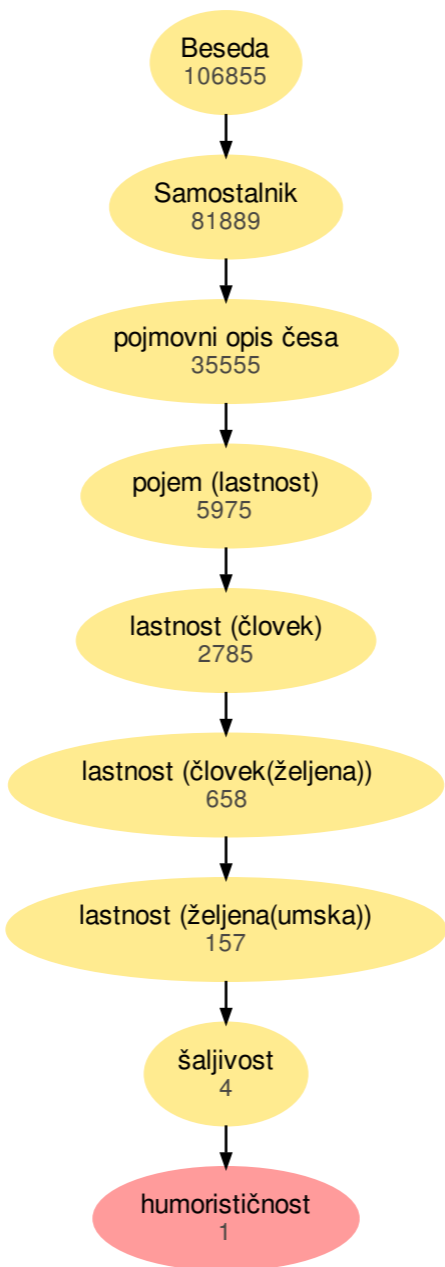 Beseda
106855
Samostalnik
81889
pojmovni opis česa
35555
pojem (lastnost)
5975
lastnost (človek)
2785
lastnost (človek(željena))
658
lastnost (željena(umska))
157
šaljivost
4
humorističnost
1